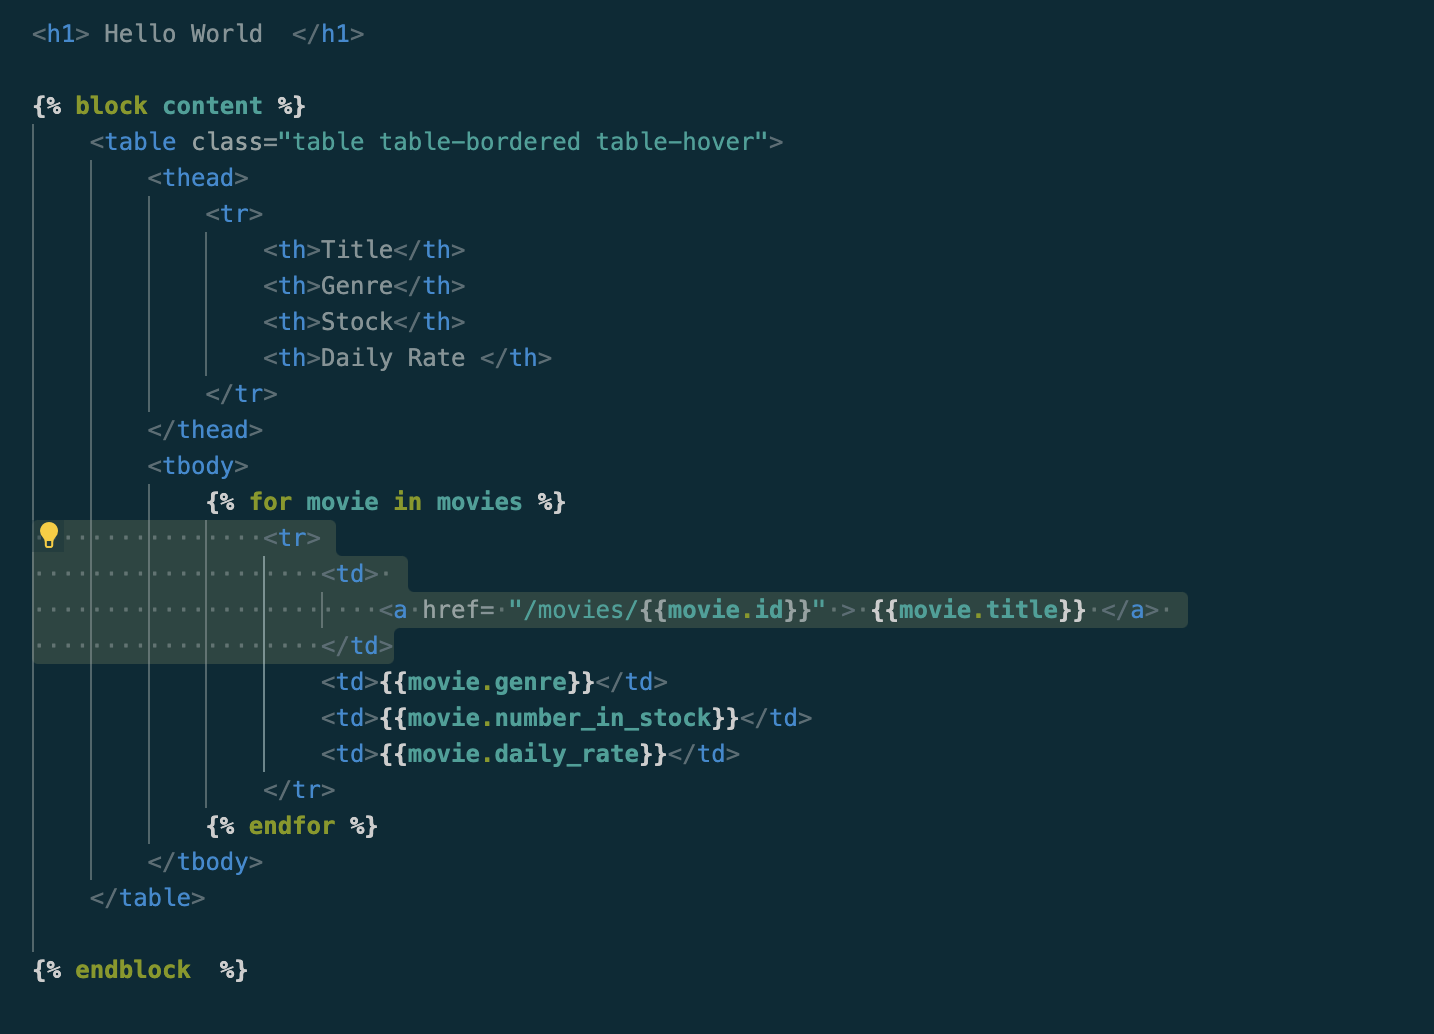 <h1> Hello World  </h1>

{% block content %}
    <table class="table table-bordered table-hover">
        <thead>
            <tr>
                <th>Title</th>
                <th>Genre</th>
                <th>Stock</th>
                <th>Daily Rate </th>
            </tr>
        </thead>
        <tbody>
            {% for movie in movies %}
                <tr>
                    <td> 
                        <a href= "/movies/{{movie.id}}" > {{movie.title}} </a> 
                    </td>
                    <td>{{movie.genre}}</td>
                    <td>{{movie.number_in_stock}}</td>
                    <td>{{movie.daily_rate}}</td>
                </tr>
            {% endfor %}
        </tbody>
    </table>

{% endblock  %}